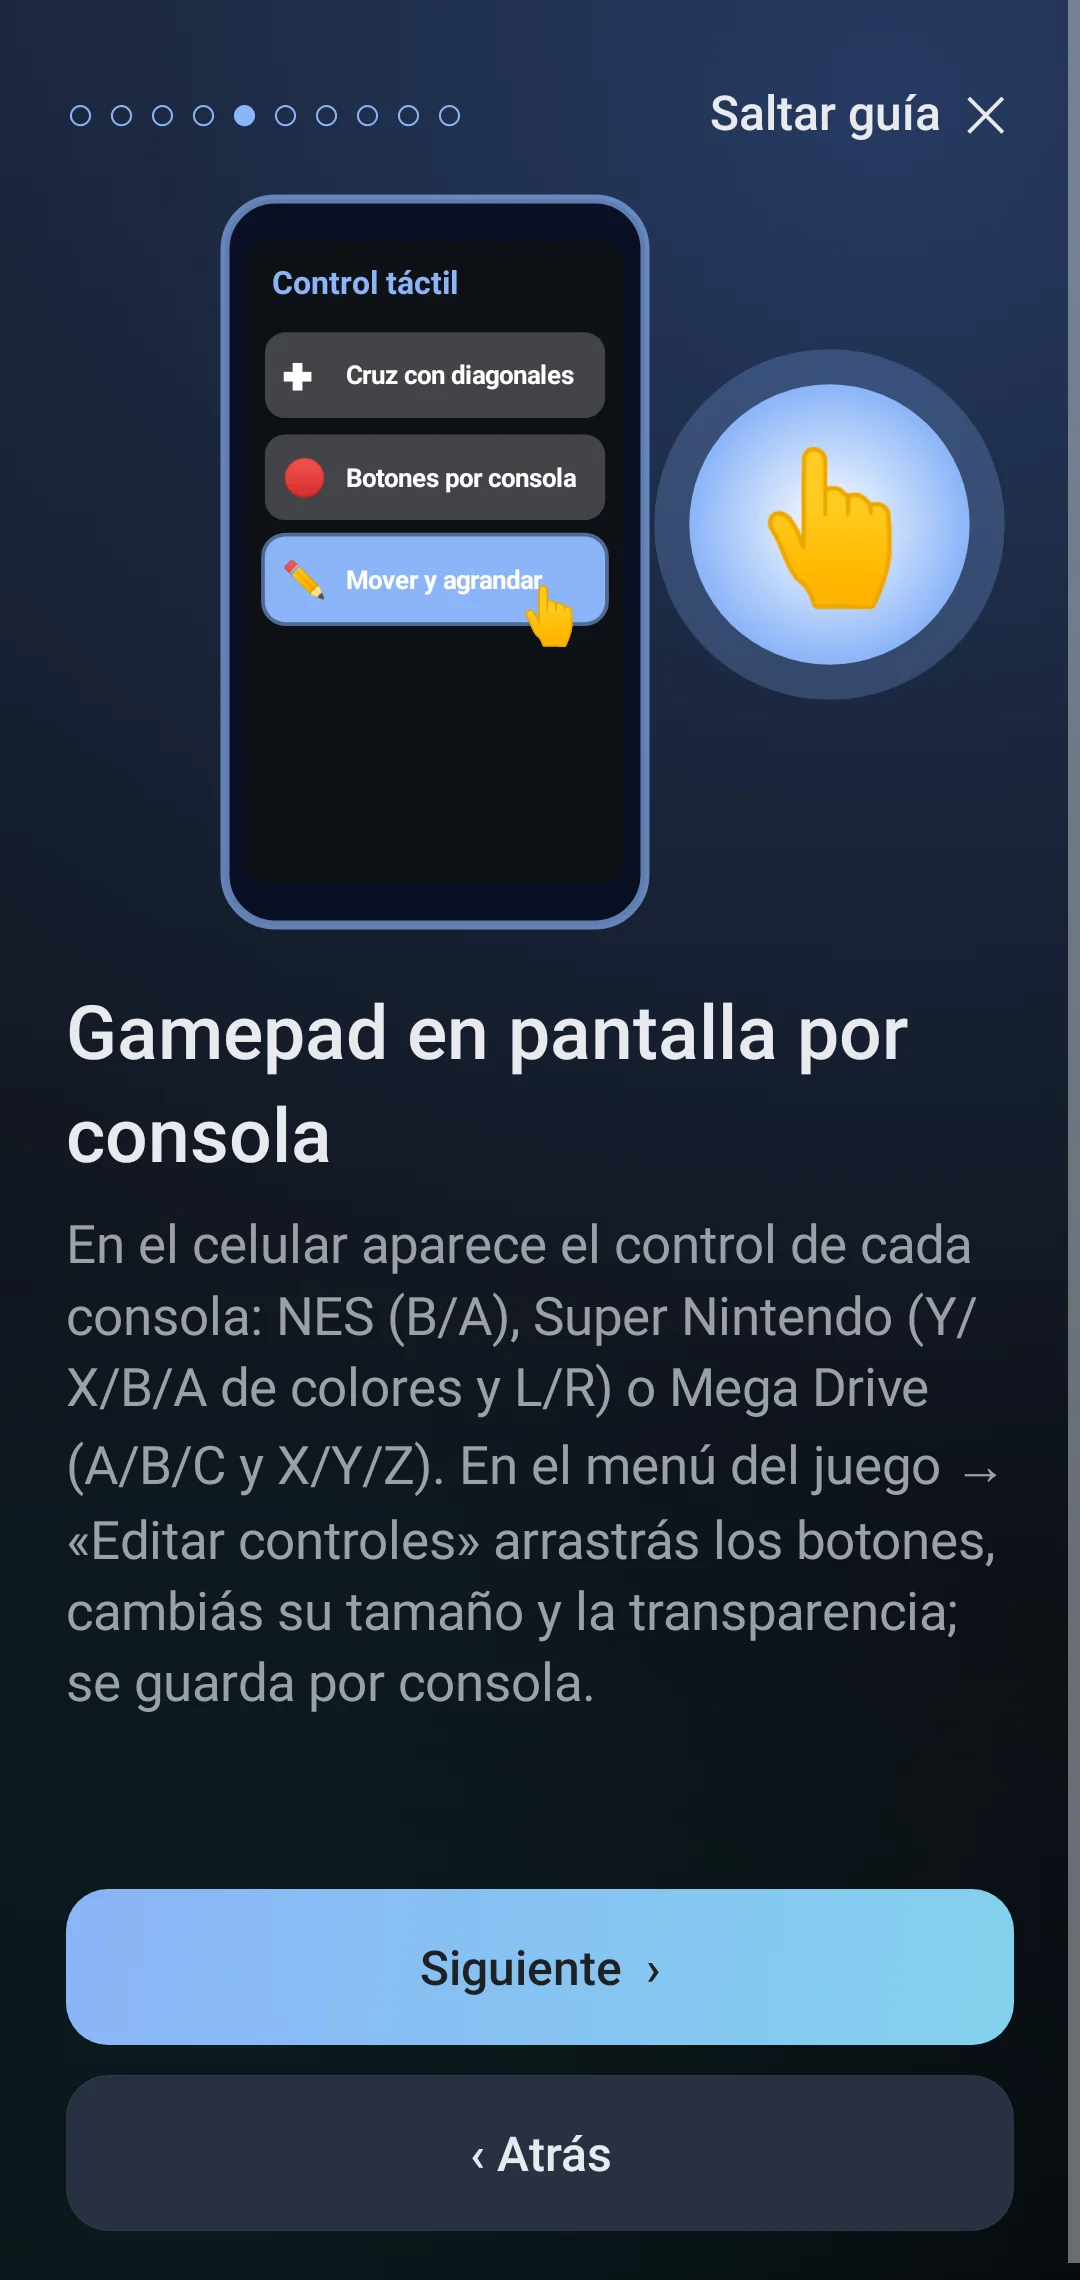 Saltar guía
Control táctil
Cruz con diagonales
Botones por consola
Mover y agrandar
Gamepad en pantalla por
consola
En el celular aparece el control de cada
consola: NES (B/A), Super Nintendo (Y/
X/B/A de colores y L/R) o Mega Drive
(A/B/C y X/Y/Z). En el menú del juego →
«Editar controles» arrastrás los botones,
cambiás su tamaño y la transparencia;
se guarda por consola.
Siguiente ›
‹ Atrás